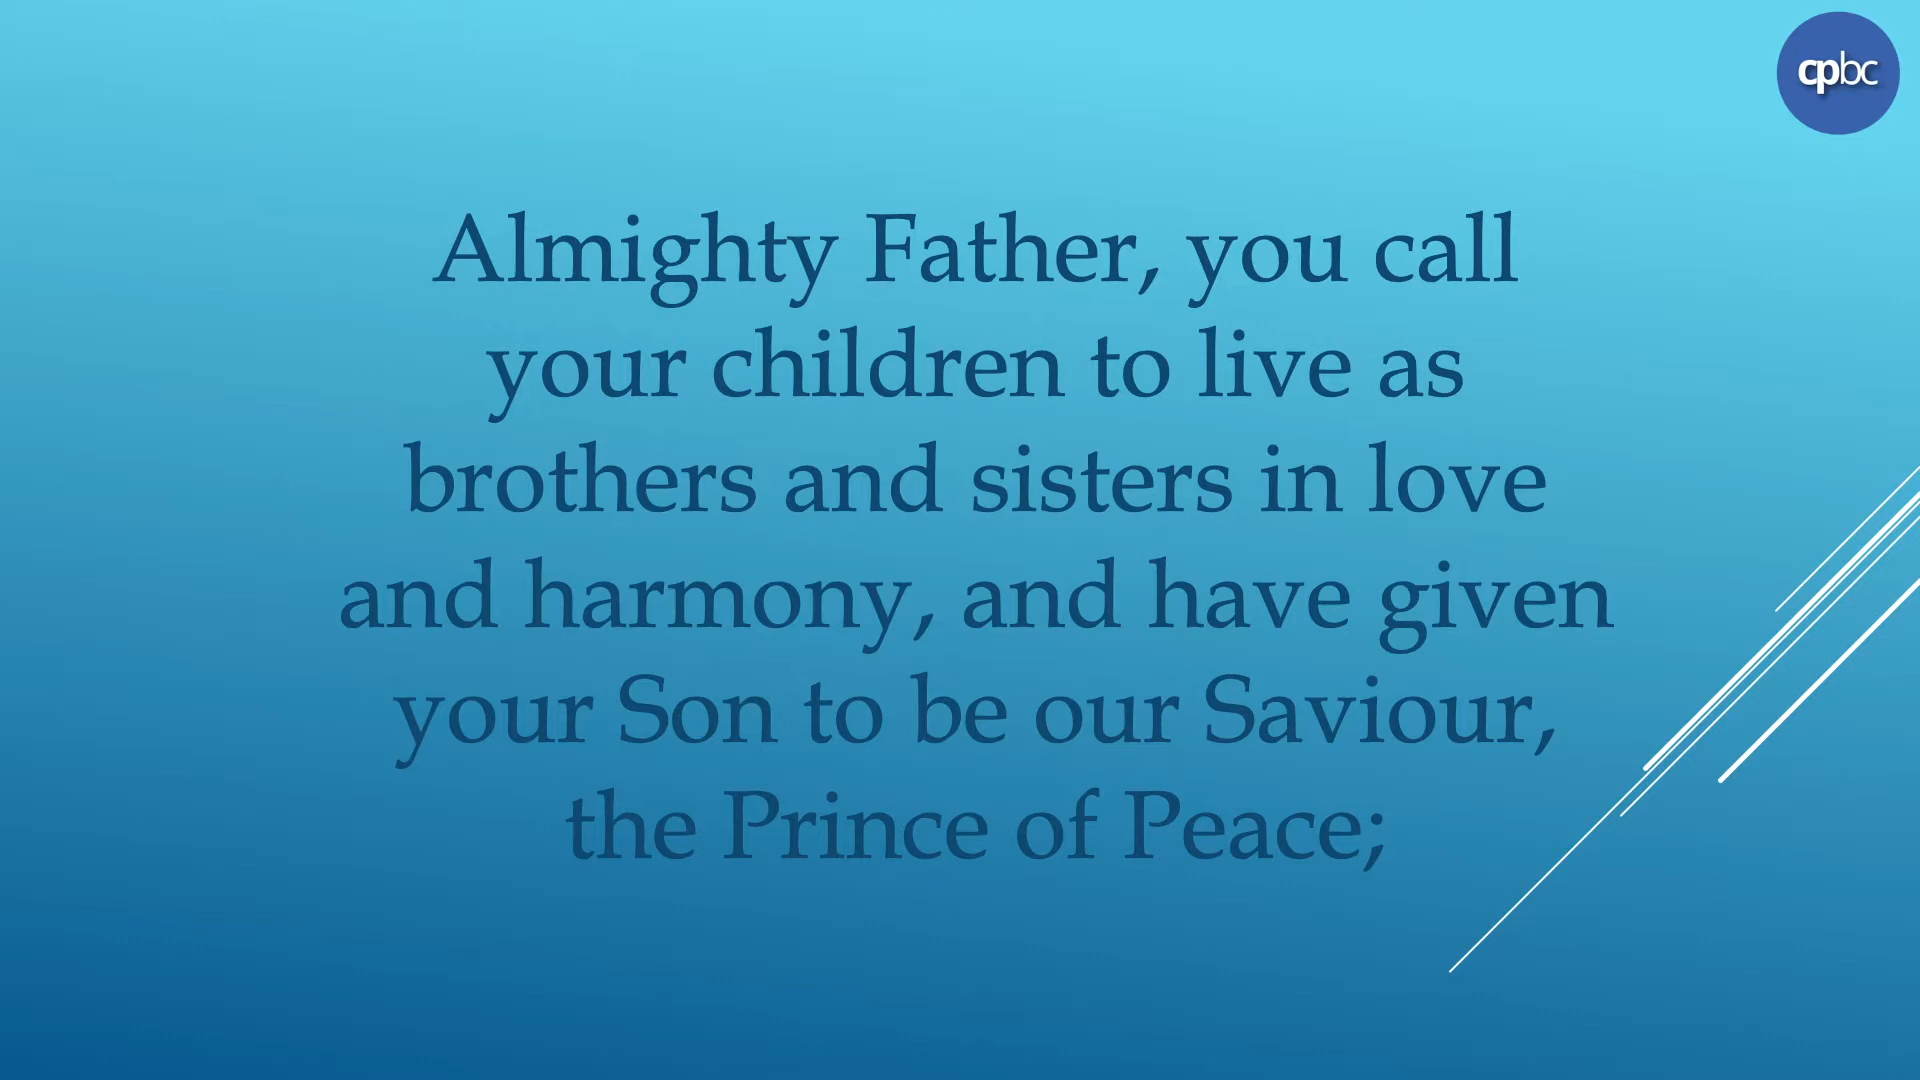 cpbc
Almighty Father, you call
your children to live as
brothers and sisters in love
and harmony, and have given
your Son to be our Saviour,
the Prince of Peace;